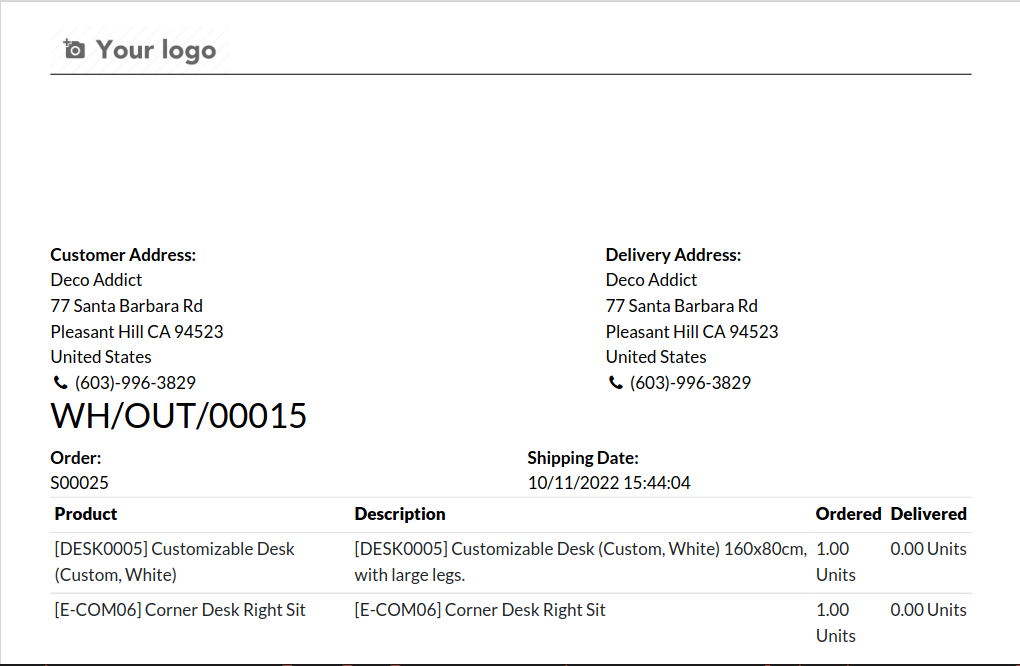 Your logo
Customer Address:
Deco Addict
77 Santa Barbara Rd
Pleasant Hill CA 94523
United States
(603)-996-3829
Delivery Address:
Deco Addict
77 Santa Barbara Rd
Pleasant Hill CA 94523
United States
(603)-996-3829
WH/OUT/00015
Order:
S00025
Shipping Date:
10/11/2022 15:44:04
Product Description Ordered Delivered
[DESK0005] Customizable Desk [DESK0005] Customizable Desk (Custom, White) 160x80cm, 1.00 0.00 Units
(Custom, White) with large legs. Units
[E-COM06] Corner Desk Right Sit [E-COM06] Corner Desk Right Sit 1.00 0.00 Units
Units